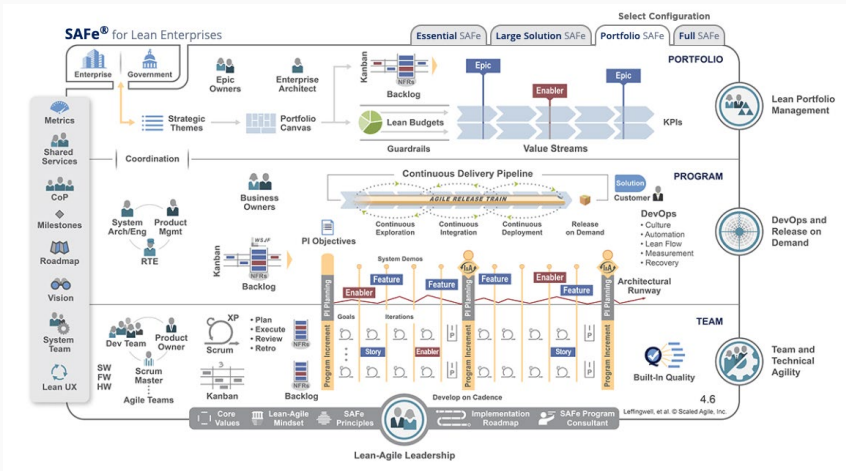 Select Configuration
SAFe® for Lean Enterprises
Essential SAFe
Large Solution SAFe
Portfolio SAFe
Full SAFe
PORTFOLIO
Enterprise
Government
Epic
Owners
Enterprise
Architect
Kanban
NFRs
Backlog
Epic
Enabler
Epic
Lean Portfolio
Management
Metrics
Strategic
Themes
Portfolio
Canvas
Lean Budgets
Guardrails
Value Streams
KPIs
Shared
Services
Coordination
CoP
Milestones
Roadmap
Vision
System
Team
Lean UX
PROGRAM
Business
Owners
Continuous Delivery Pipeline
AGILE RELEASE TRAIN
Continuous
Exploration
Continuous
Integration
Continuous
Deployment
Release
on Demand
Solution
Customer
DevOps
• Culture
• Automation
• Lean Flow
• Measurement
• Recovery
DevOps and
Release on
Demand
System
Arch/Eng
Product
Mgmt
RTE
Kanban
WSJF
NFRs
Backlog
PI Objectives
System Demos
Enabler
Feature
Feature
I&A
Feature
Enabler
Feature
I&A
Architectural
Runway
PI Planning
PI Planning
PI Planning
TEAM
Dev Team
Product
Owner
Scrum
Master
Agile Teams
SW
FW
HW
XP
Scrum
• Plan
• Execute
• Review
• Retro
Kanban
NFRs
NFRs
Backlog
Program Increment
Goals
Iterations
Story
Enabler
I P
I P
Program Increment
Story
I P
I P
Program Increment
Built-In Quality
Team and
Technical
Agility
Develop on Cadence
4.6
Leffingwell, et al. © Scaled Agile, Inc.
Core
Values
Lean-Agile
Mindset
SAFe
Principles
Implementation
Roadmap
SAFe Program
Consultant
Lean-Agile Leadership